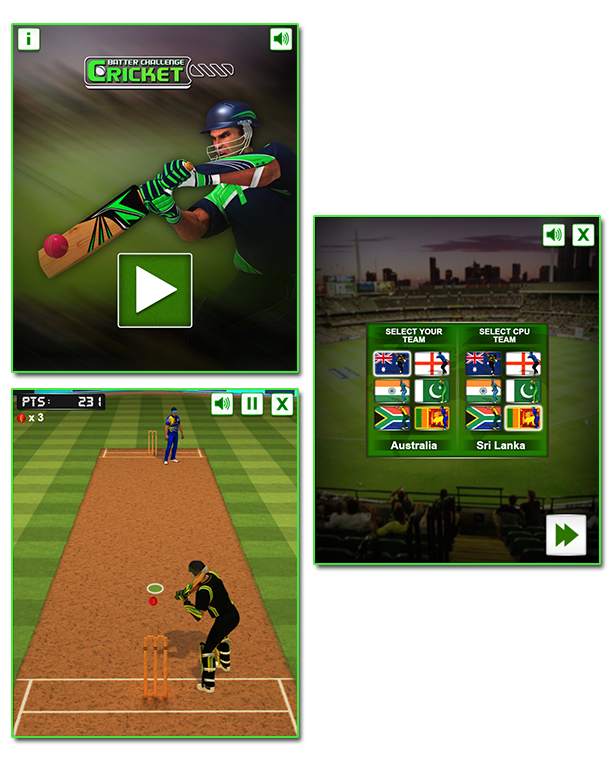 BATTER CHALLENGE
CRICKET
SELECT YOUR
TEAM
SELECT CPU
TEAM
Australia
Sri Lanka
PTS: 231
x 3